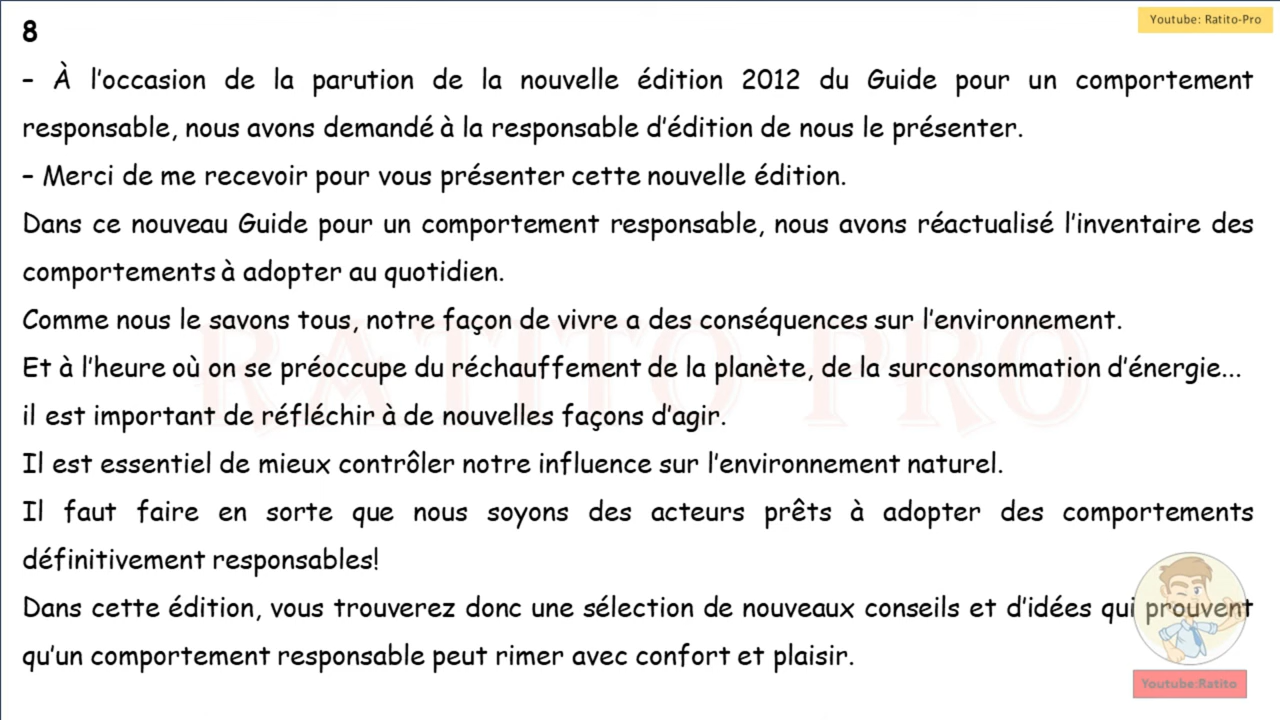 8
Youtube: Ratito-Pro
– À l’occasion de la parution de la nouvelle édition 2012 du Guide pour un comportement
responsable, nous avons demandé à la responsable d’édition de nous le présenter.
– Merci de me recevoir pour vous présenter cette nouvelle édition.
Dans ce nouveau Guide pour un comportement responsable, nous avons réactualisé l’inventaire des
comportements à adopter au quotidien.
Comme nous le savons tous, notre façon de vivre a des conséquences sur l’environnement.
Et à l’heure où on se préoccupe du réchauffement de la planète, de la surconsommation d’énergie...
il est important de réfléchir à de nouvelles façons d’agir.
Il est essentiel de mieux contrôler notre influence sur l’environnement naturel.
Il faut faire en sorte que nous soyons des acteurs prêts à adopter des comportements
définitivement responsables!
Dans cette édition, vous trouverez donc une sélection de nouveaux conseils et d’idées qui prouvent
qu’un comportement responsable peut rimer avec confort et plaisir.
RATITO-PRO
Youtube:Ratito